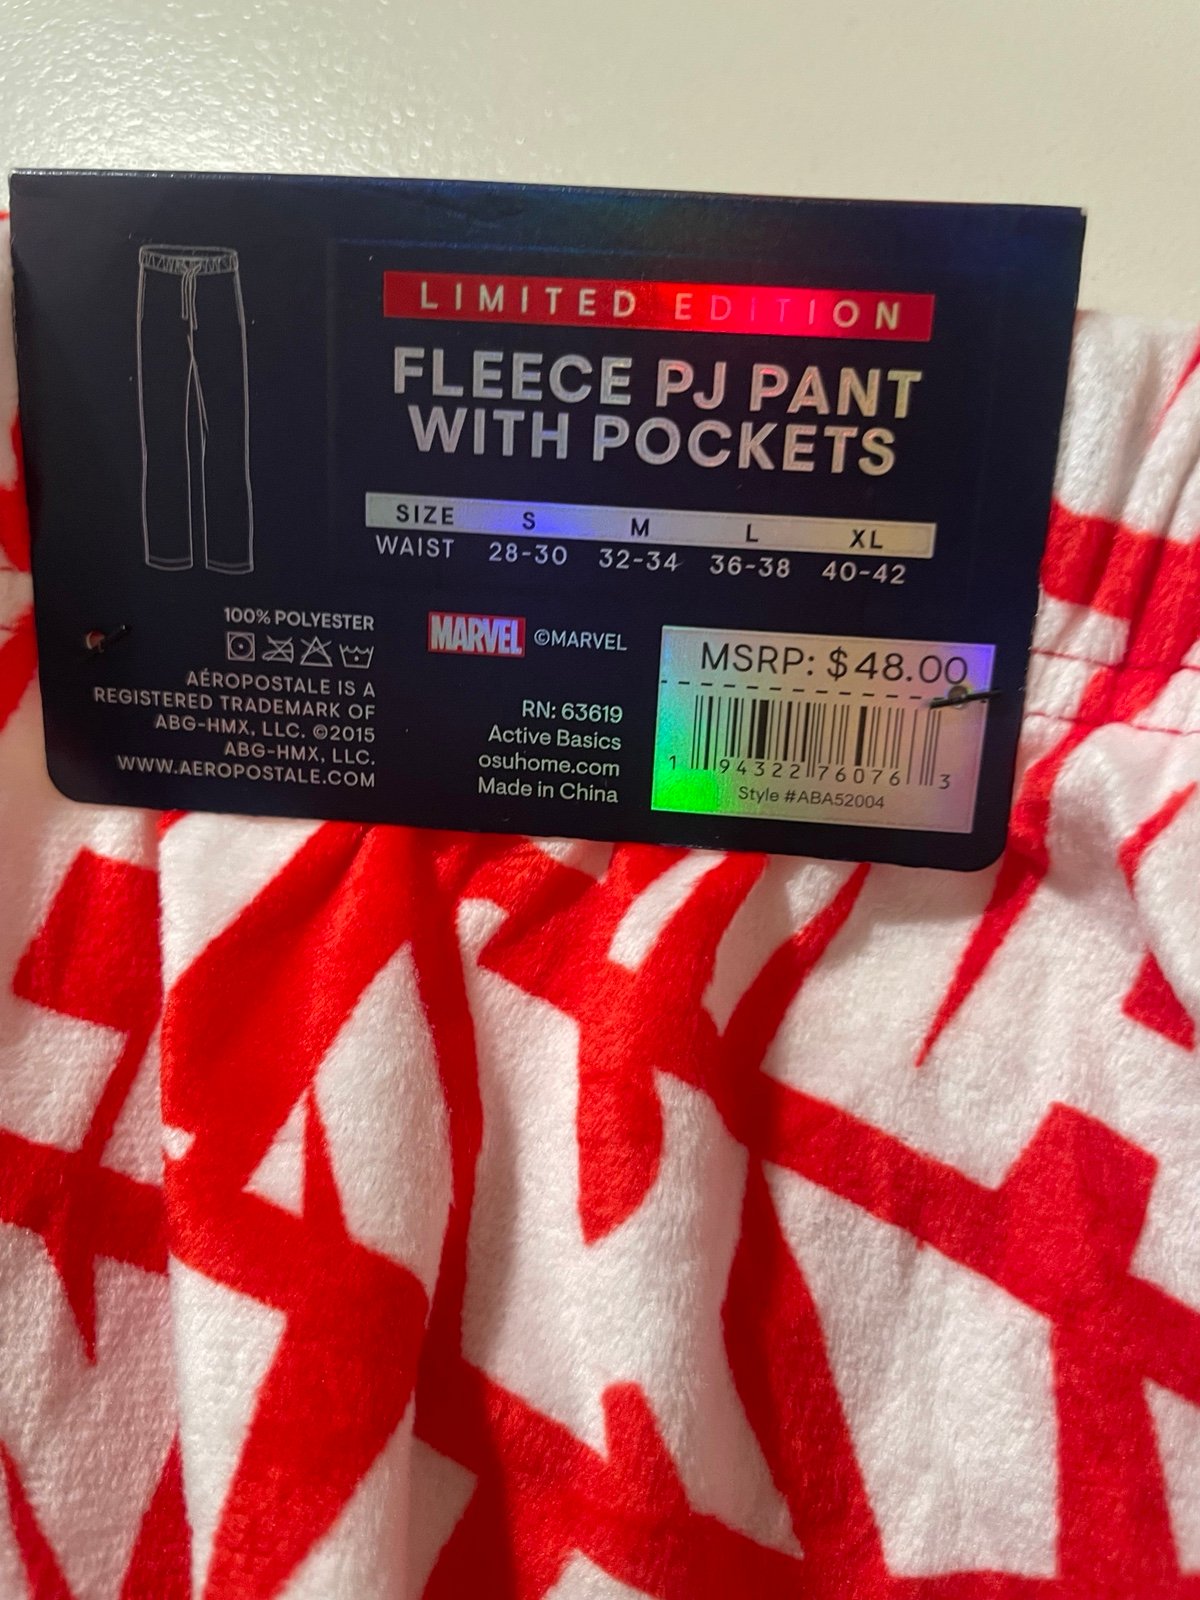 LIMITED EDITION
FLEECE PJ PANT
WITH POCKETS
SIZE S M L XL
WAIST 28-30 32-34 36-38 40-42
100% POLYESTER
AÉROPOSTALE IS A
REGISTERED TRADEMARK OF
ABG-HMX, LLC. ©2015
ABG-HMX, LLC.
WWW.AEROPOSTALE.COM
MARVEL ©MARVEL
RN: 63619
Active Basics
osuhome.com
Made in China
MSRP: $48.00
1 94322 76076 3
Style #ABA52004